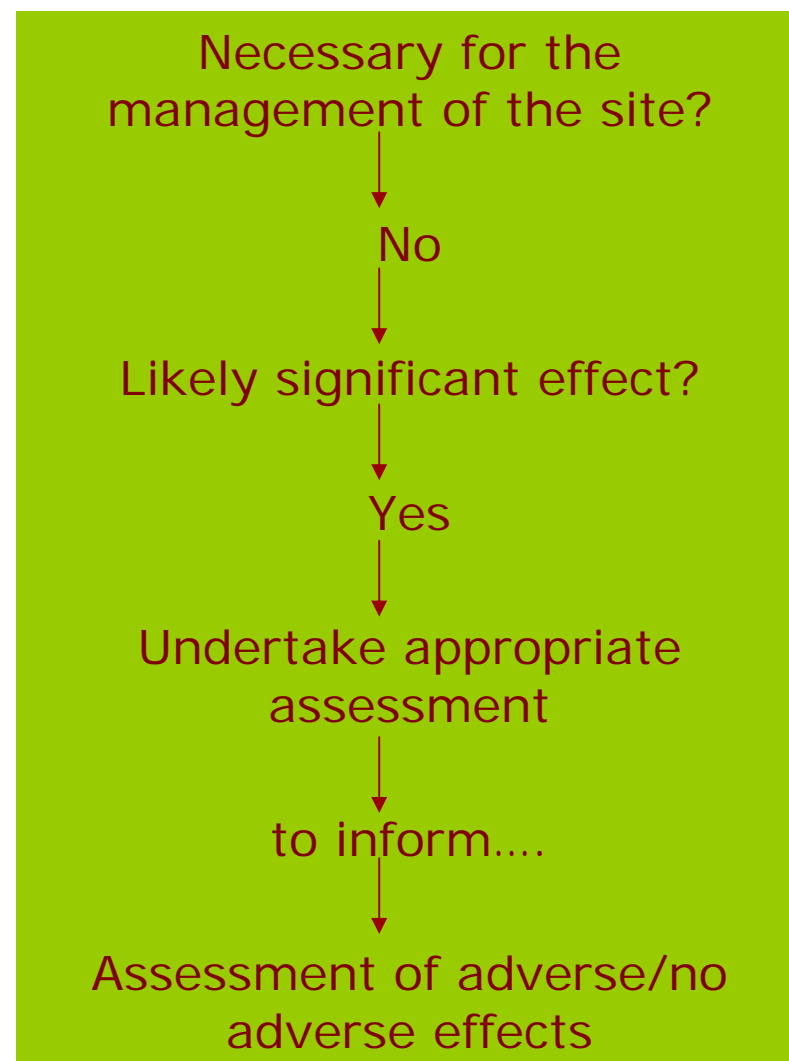 Necessary for the
management of the site?
No
Likely significant effect?
Yes
Undertake appropriate
assessment
to inform....
Assessment of adverse/no
adverse effects